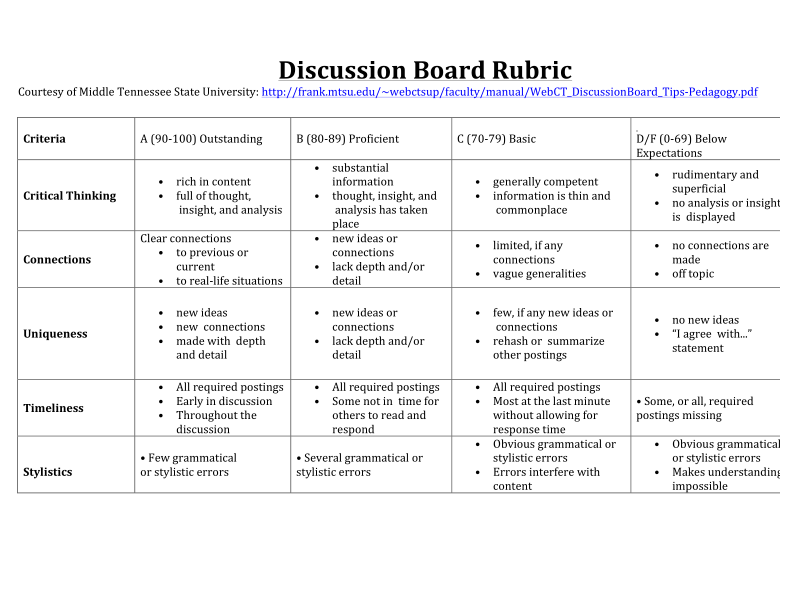 Discussion Board Rubric
Courtesy of Middle Tennessee State University: http://frank.mtsu.edu/~webctsup/faculty/manual/WebCT_DiscussionBoard_Tips-Pedagogy.pdf
Criteria
A (90-100) Outstanding
B (80-89) Proficient
C (70-79) Basic
D/F (0-69) Below
Expectations
Critical Thinking
• rich in content
• full of thought,
insight, and analysis
• substantial
information
• thought, insight, and
analysis has taken
place
• generally competent
• information is thin and
commonplace
• rudimentary and
superficial
• no analysis or insight
is displayed
Connections
Clear connections
• to previous or
current
• to real-life situations
• new ideas or
connections
• lack depth and/or
detail
• limited, if any
connections
• vague generalities
• no connections are
made
• off topic
Uniqueness
• new ideas
• new connections
• made with depth
and detail
• new ideas or
connections
• lack depth and/or
detail
• few, if any new ideas or
connections
• rehash or summarize
other postings
• no new ideas
• “I agree with...”
statement
Timeliness
• All required postings
• Early in discussion
• Throughout the
discussion
• All required postings
• Some not in time for
others to read and
respond
• All required postings
• Most at the last minute
without allowing for
response time
• Some, or all, required
postings missing
Stylistics
• Few grammatical
or stylistic errors
• Several grammatical or
stylistic errors
• Obvious grammatical or
stylistic errors
• Errors interfere with
content
• Obvious grammatical
or stylistic errors
• Makes understanding
impossible